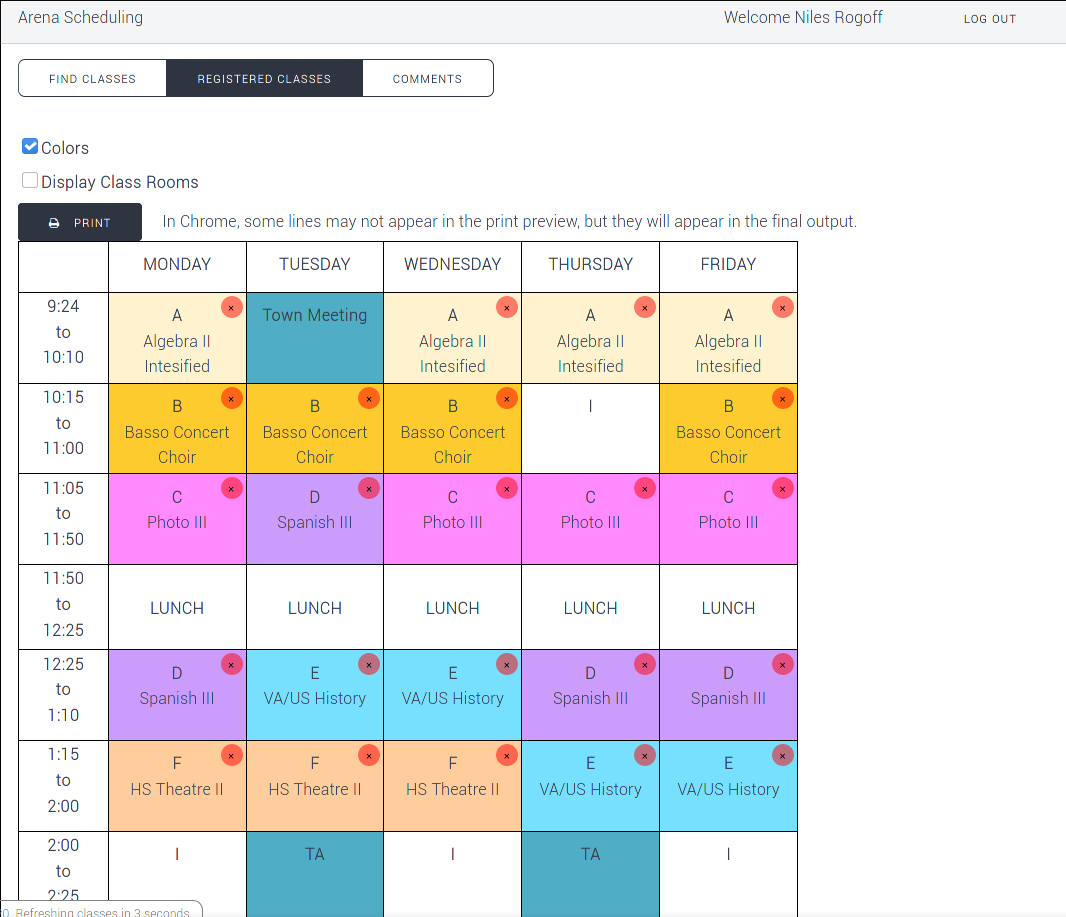 Arena Scheduling Welcome Niles Rogoff LOG OUT
FIND CLASSES REGISTERED CLASSES COMMENTS
Colors
Display Class Rooms
PRINT In Chrome, some lines may not appear in the print preview, but they will appear in the final output.
MONDAY TUESDAY WEDNESDAY THURSDAY FRIDAY
9:24 to 10:10
A × Algebra II Intesified
Town Meeting
A × Algebra II Intesified
A × Algebra II Intesified
A × Algebra II Intesified
10:15 to 11:00
B × Basso Concert Choir
B × Basso Concert Choir
B × Basso Concert Choir
I
B × Basso Concert Choir
11:05 to 11:50
C × Photo III
D × Spanish III
C × Photo III
C × Photo III
C × Photo III
11:50 to 12:25
LUNCH LUNCH LUNCH LUNCH LUNCH
12:25 to 1:10
D × Spanish III
E × VA/US History
E × VA/US History
D × Spanish III
D × Spanish III
1:15 to 2:00
F × HS Theatre II
F × HS Theatre II
F × HS Theatre II
E × VA/US History
E × VA/US History
2:00 to 2:25
I TA I TA I
0. Refreshing classes in 3 seconds.